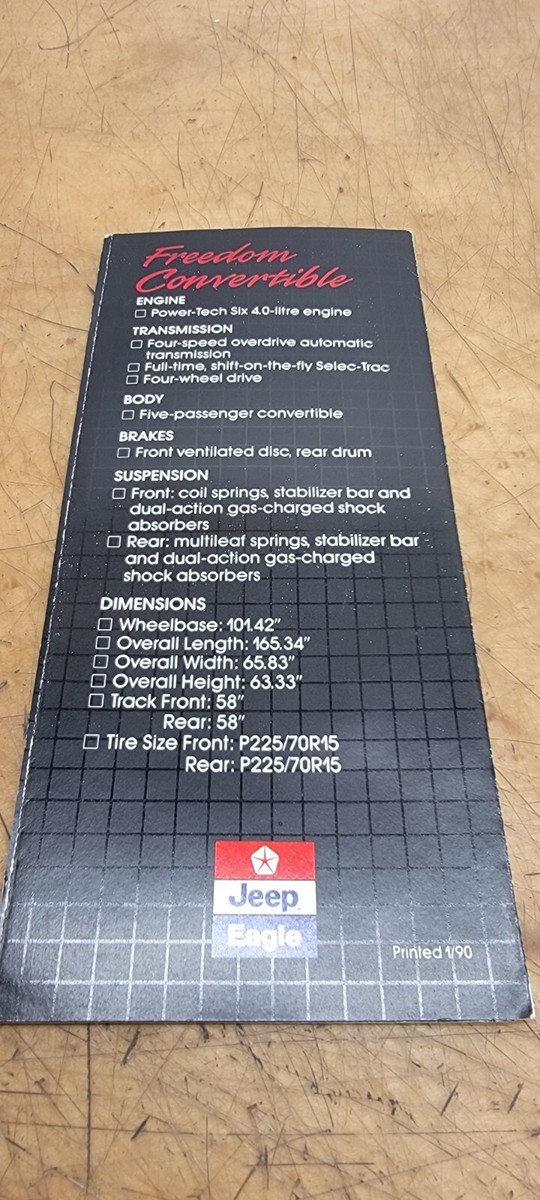 Freedom
Convertible
ENGINE
☐ Power-Tech Six 4.0-litre engine
TRANSMISSION
☐ Four-speed overdrive automatic
transmission
☐ Full-time, shift-on-the-fly Selec-Trac
☐ Four-wheel drive
BODY
☐ Five-passenger convertible
BRAKES
☐ Front ventilated disc, rear drum
SUSPENSION
☐ Front: coil springs, stabilizer bar and
dual-action gas-charged shock
absorbers
☐ Rear: multileaf springs, stabilizer bar
and dual-action gas-charged
shock absorbers
DIMENSIONS
☐ Wheelbase: 101.42"
☐ Overall Length: 165.34"
☐ Overall Width: 65.83"
☐ Overall Height: 63.33"
☐ Track Front: 58"
Rear: 58"
☐ Tire Size Front: P225/70R15
Rear: P225/70R15
Jeep
Eagle
Printed 1/90